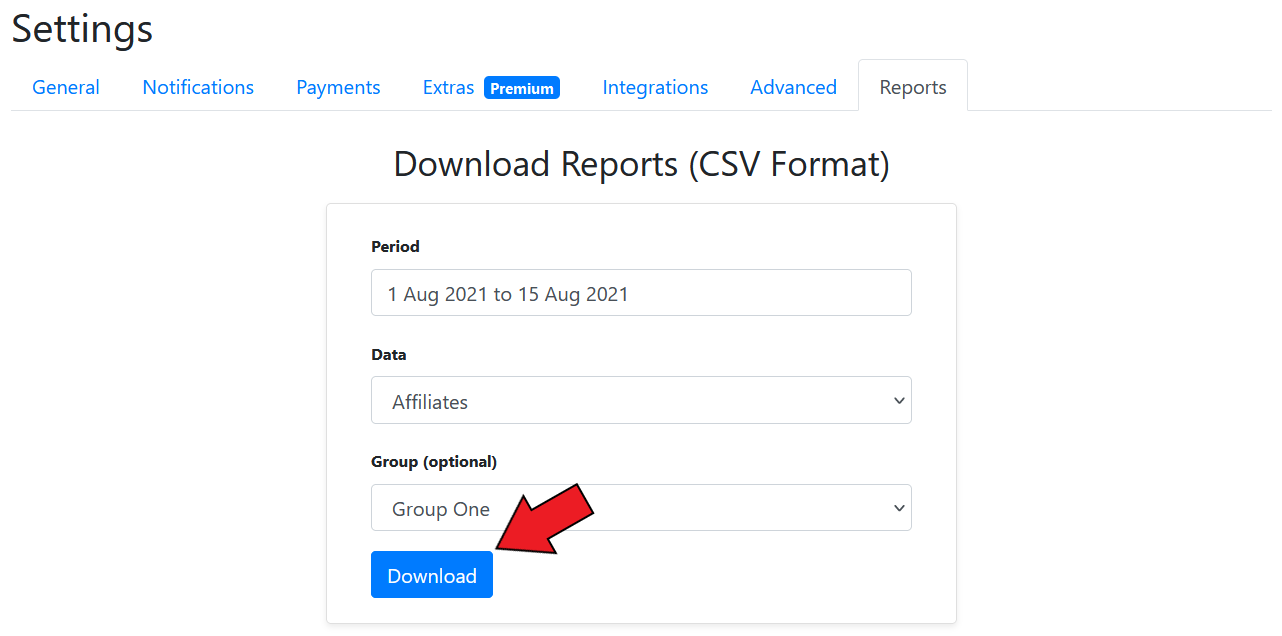 Settings
General Notifications Payments Extras Premium Integrations Advanced Reports
Download Reports (CSV Format)
Period
1 Aug 2021 to 15 Aug 2021
Data
Affiliates
Group (optional)
Group One
Download